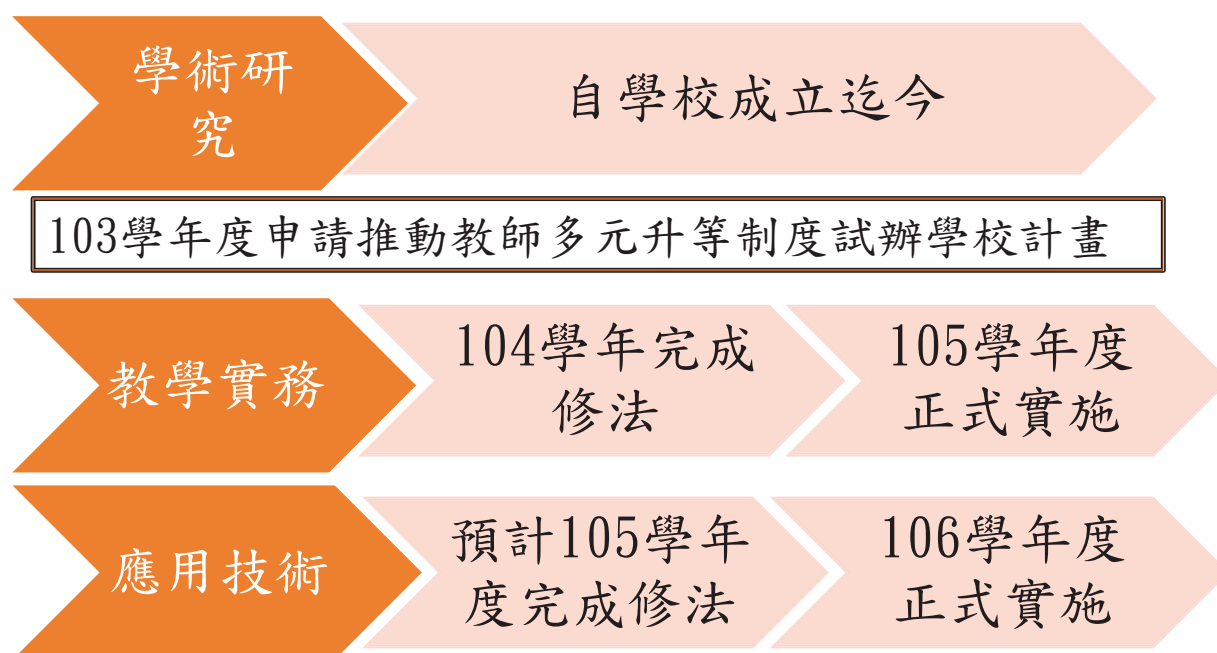 學術研
究
自學校成立迄今
103學年度申請推動教師多元升等制度試辦學校計畫
教學實務
104學年完成
修法
105學年度
正式實施
應用技術
預計105學年
度完成修法
106學年度
正式實施